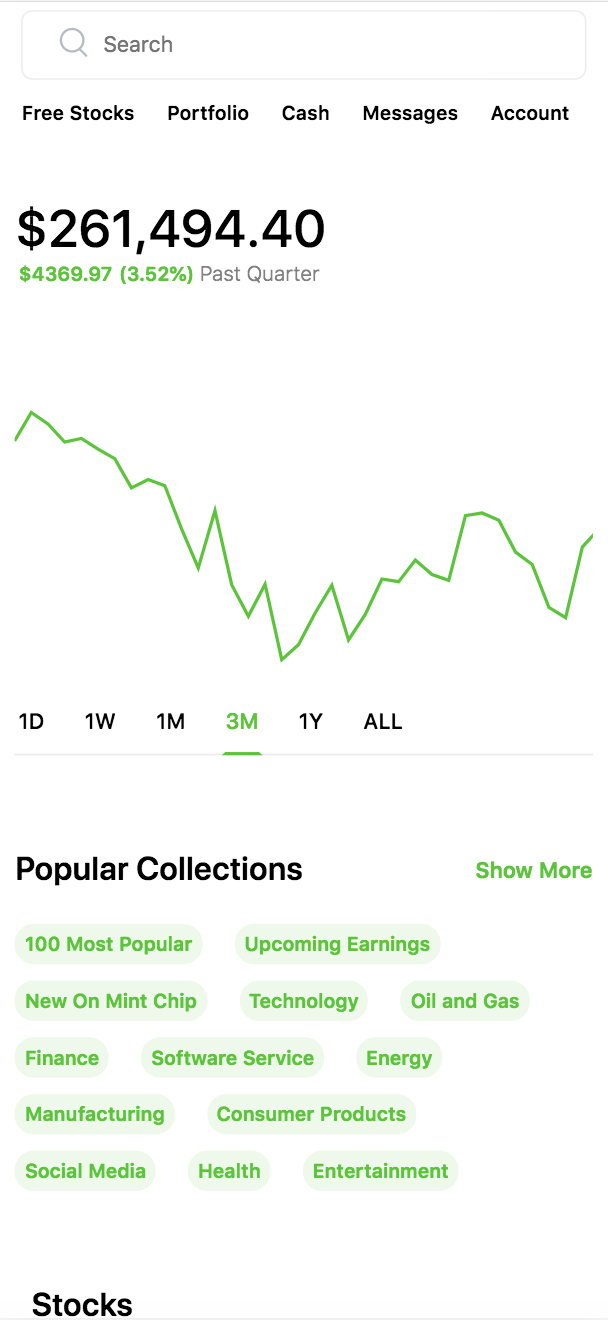 Search
Free Stocks Portfolio Cash Messages Account
$261,494.40
$4369.97 (3.52%) Past Quarter
1D 1W 1M 3M 1Y ALL
Popular Collections Show More
100 Most Popular Upcoming Earnings
New On Mint Chip Technology Oil and Gas
Finance Software Service Energy
Manufacturing Consumer Products
Social Media Health Entertainment
Stocks